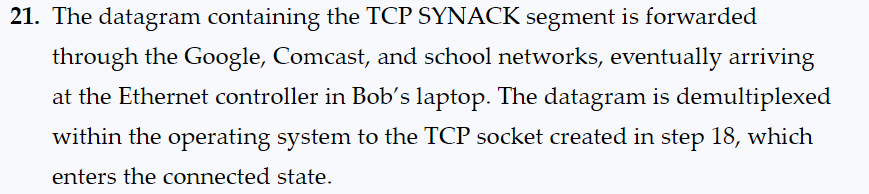 21. The datagram containing the TCP SYNACK segment is forwarded
through the Google, Comcast, and school networks, eventually arriving
at the Ethernet controller in Bob’s laptop. The datagram is demultiplexed
within the operating system to the TCP socket created in step 18, which
enters the connected state.